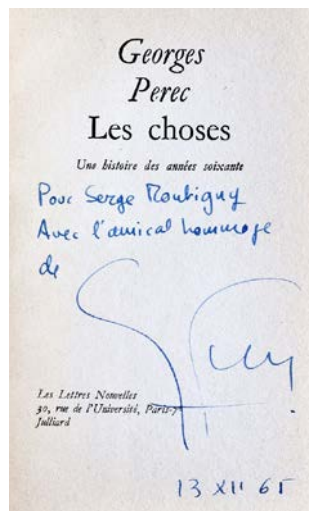 Georges
Perec
Les choses
Une histoire des années soixante
Pour Serge Montigny
Avec l'amical hommage
de
Les Lettres Nouvelles
30, rue de l'Université, Paris-7
Julliard
13 XII 65